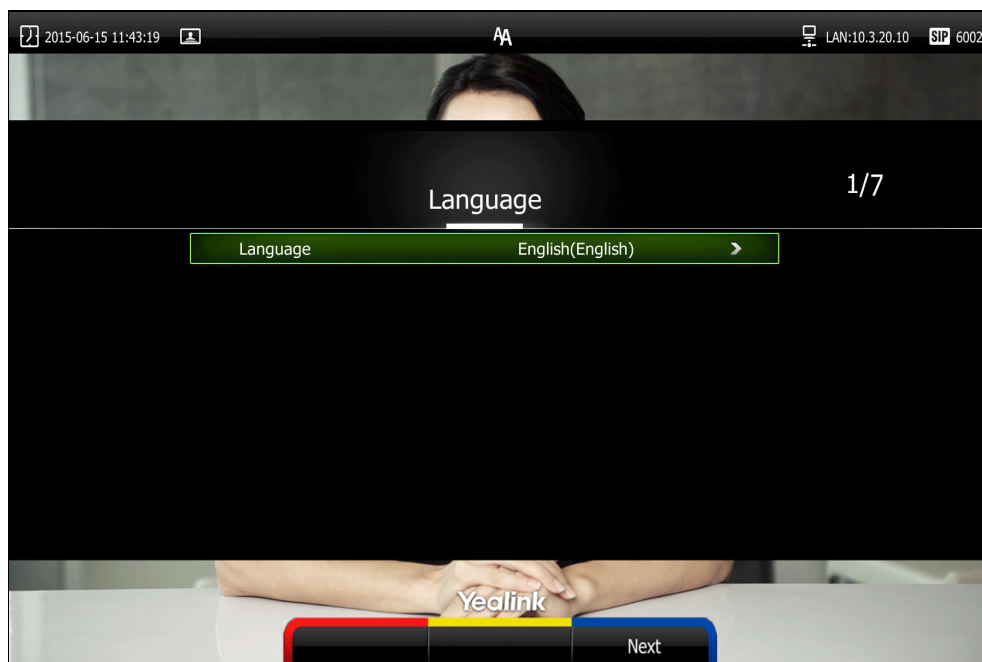 2015-06-15 11:43:19 AA LAN:10.3.20.10 SIP 6002
1/7
Language
Language English(English)
Yealink
Next